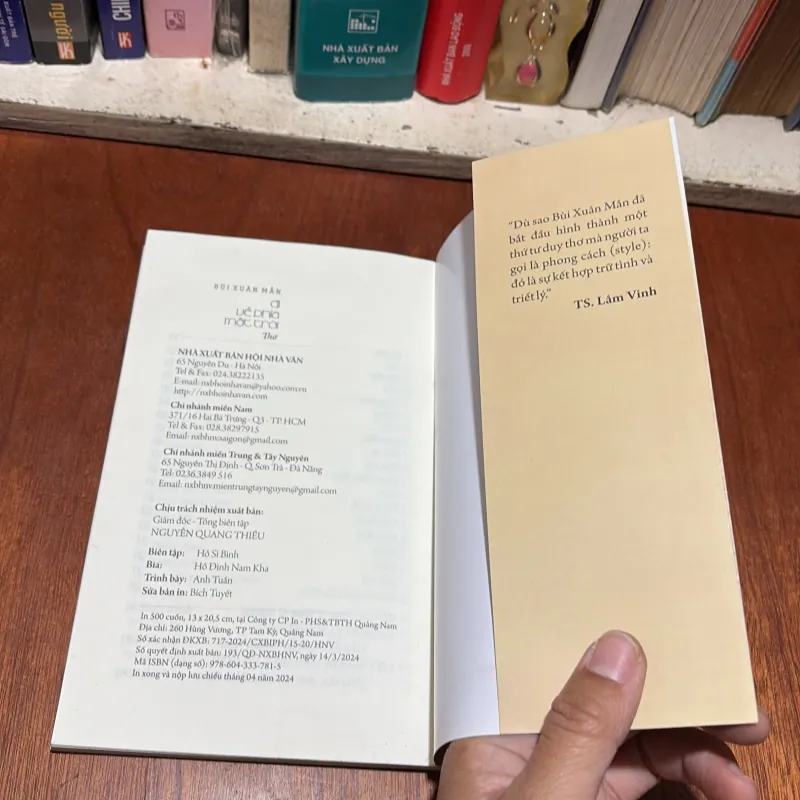 người
CHÍN
NHÀ XUẤT BẢN
XÂY DỰNG
NHÀ XUẤT BẢN LAO ĐỘNG
BÙI XUÂN MẪN
đi
về phía
mặt trời
Thơ
NHÀ XUẤT BẢN HỘI NHÀ VĂN
65 Nguyễn Du - Hà Nội
Tel & Fax: 024.38222135
E-mail: nxbhoinhavan@yahoo.com.vn
http://nxbhoinhavan.com
Chi nhánh miền Nam
371/16 Hai Bà Trưng - Q3 - TP. HCM
Tel & Fax: 028.38297915
Email: nxbhnvsaigon@gmail.com
Chi nhánh miền Trung & Tây Nguyên
65 Nguyễn Thị Định - Q. Sơn Trà - Đà Nẵng
Tel: 0236.3849 516
Email: nxbhnv.mientrungtaynguyen@gmail.com
Chịu trách nhiệm xuất bản:
Giám đốc - Tổng biên tập
NGUYỄN QUANG THIỀU
Biên tập: Hồ Sĩ Bình
Bìa: Hồ Đình Nam Kha
Trình bày: Anh Tuấn
Sửa bản in: Bích Tuyết
In 500 cuốn, 13 x 20,5 cm, tại Công ty CP In - PHS&TBTH Quảng Nam
Địa chỉ: 260 Hùng Vương, TP Tam Kỳ, Quảng Nam
Số xác nhận ĐKXB: 717-2024/CXBIPH/15-20/HNV
Số quyết định xuất bản: 193/QĐ-NXBHNV, ngày 14/3/2024
Mã ISBN (dạng số): 978-604-333-781-5
In xong và nộp lưu chiểu tháng 04 năm 2024
"Dù sao Bùi Xuân Mẫn đã
bắt đầu hình thành một
thứ tư duy thơ mà người ta
gọi là phong cách (style):
đó là sự kết hợp trữ tình và
triết lý."
TS. Lâm Vinh